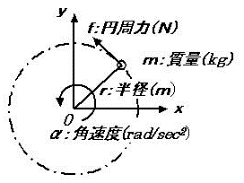 y
f:円周力(N)
m:質量(kg)
r:半径(m)
O
x
α:角速度(rad/sec²)